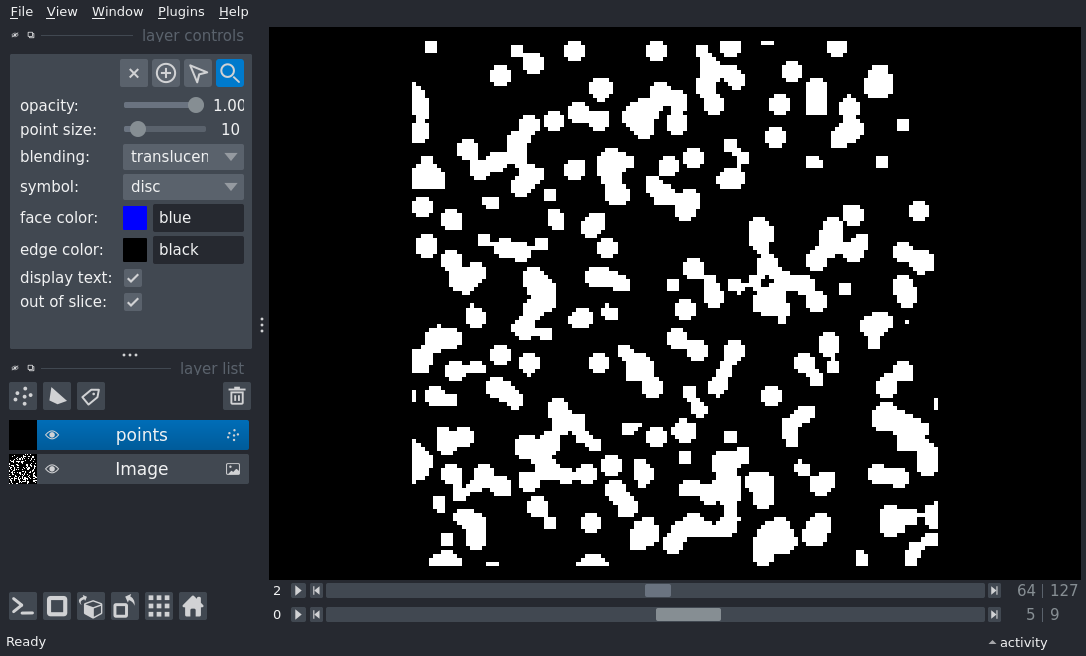 File View Window Plugins Help
layer controls
opacity: 1.00
point size: 10
blending: translucen
symbol: disc
face color: blue
edge color: black
display text:
out of slice:
layer list
points
Image
2 64 | 127
0 5 | 9
Ready activity